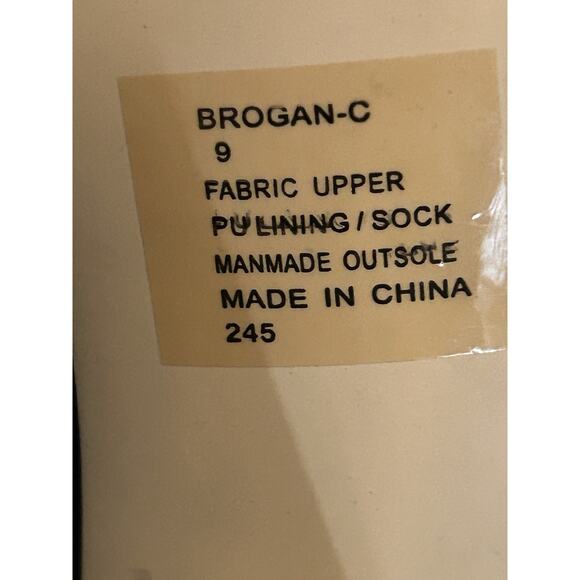 BROGAN-C
9
FABRIC UPPER
PU LINING / SOCK
MANMADE OUTSOLE
MADE IN CHINA
245